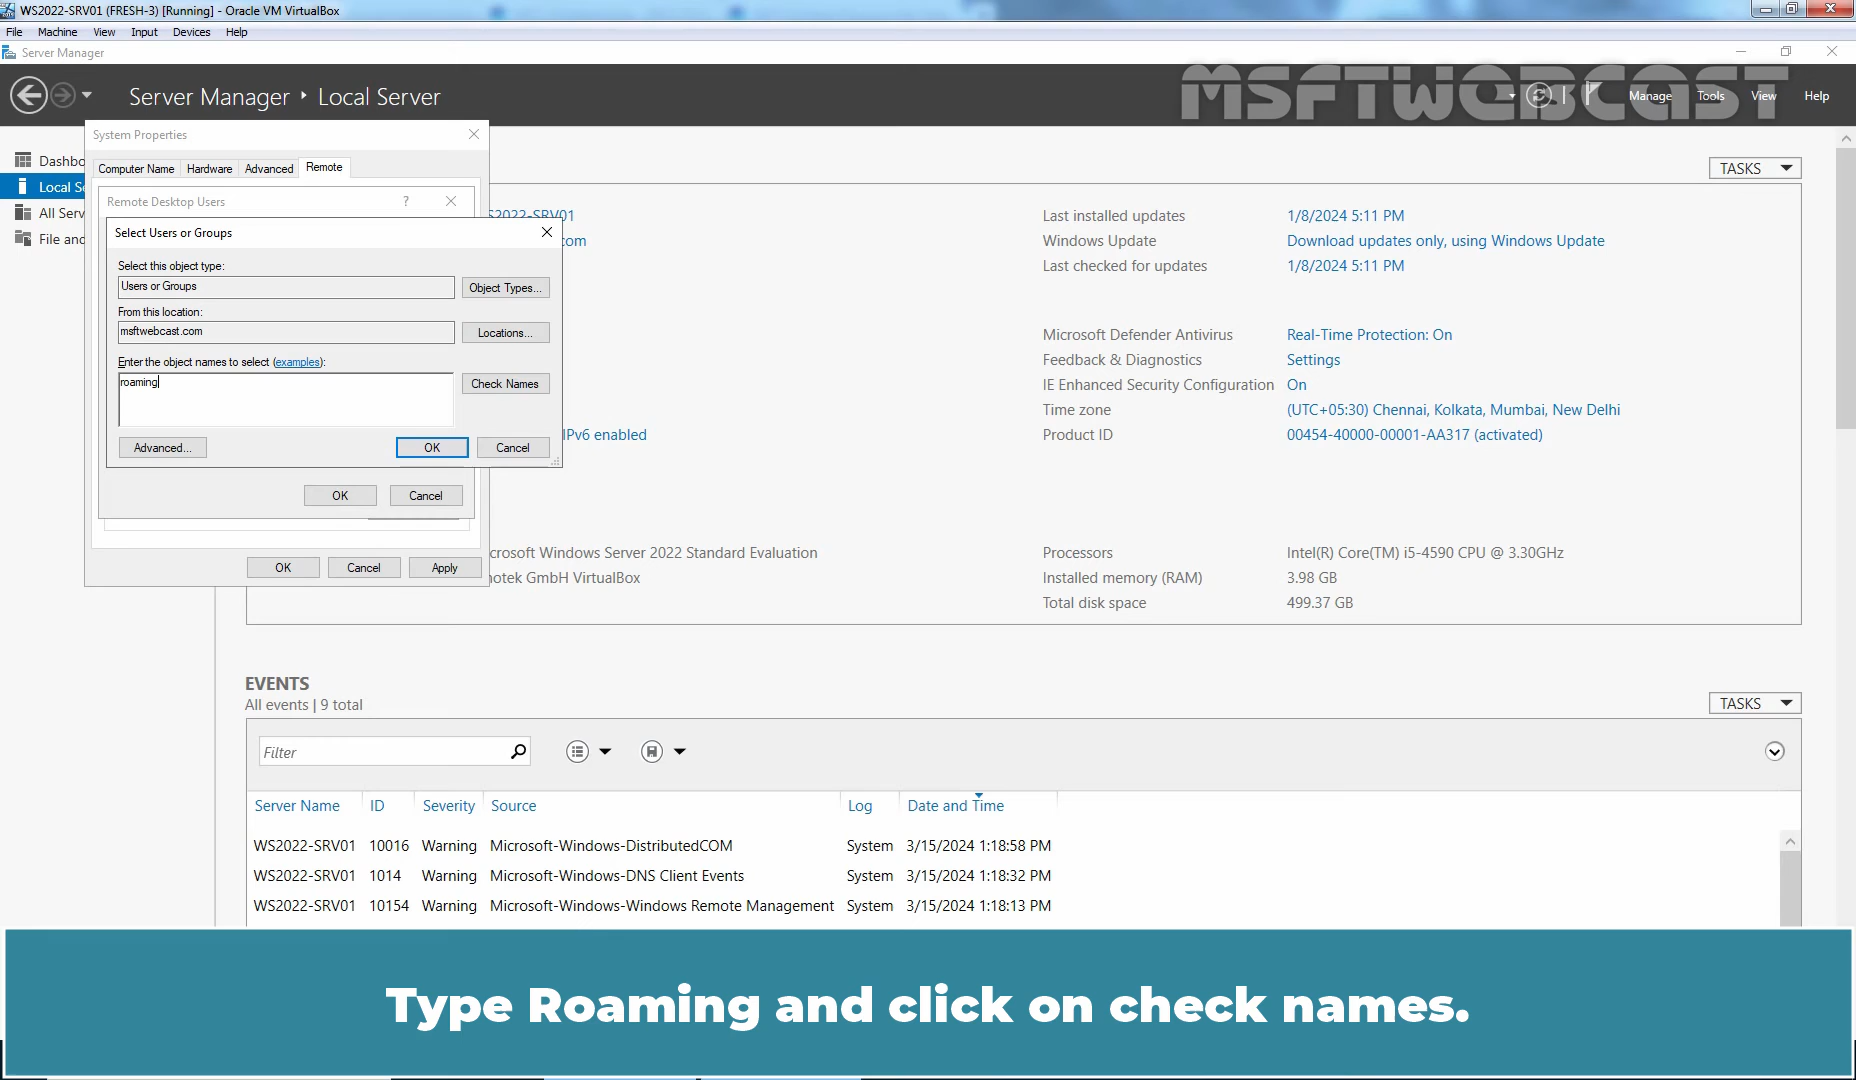 WS2022-SRV01 (FRESH-3) [Running] - Oracle VM VirtualBox
File Machine View Input Devices Help
Server Manager
Server Manager ‣ Local Server
MSFTWEBCAST
Manage Tools View Help
Dashbo
Local Se
All Serv
File and
System Properties
Computer Name Hardware Advanced Remote
Remote Desktop Users ?
Select Users or Groups
Select this object type:
Users or Groups
Object Types...
From this location:
msftwebcast.com
Locations...
Enter the object names to select (examples):
roaming
Check Names
Advanced... OK Cancel
OK Cancel
OK Cancel Apply
TASKS
S2022-SRV01
com
IPv6 enabled
crosoft Windows Server 2022 Standard Evaluation
notek GmbH VirtualBox
Last installed updates 1/8/2024 5:11 PM
Windows Update Download updates only, using Windows Update
Last checked for updates 1/8/2024 5:11 PM
Microsoft Defender Antivirus Real-Time Protection: On
Feedback & Diagnostics Settings
IE Enhanced Security Configuration On
Time zone (UTC+05:30) Chennai, Kolkata, Mumbai, New Delhi
Product ID 00454-40000-00001-AA317 (activated)
Processors Intel(R) Core(TM) i5-4590 CPU @ 3.30GHz
Installed memory (RAM) 3.98 GB
Total disk space 499.37 GB
EVENTS
All events | 9 total
TASKS
Filter
Server Name ID Severity Source Log Date and Time
WS2022-SRV01 10016 Warning Microsoft-Windows-DistributedCOM System 3/15/2024 1:18:58 PM
WS2022-SRV01 1014 Warning Microsoft-Windows-DNS Client Events System 3/15/2024 1:18:32 PM
WS2022-SRV01 10154 Warning Microsoft-Windows-Windows Remote Management System 3/15/2024 1:18:13 PM
Type Roaming and click on check names.